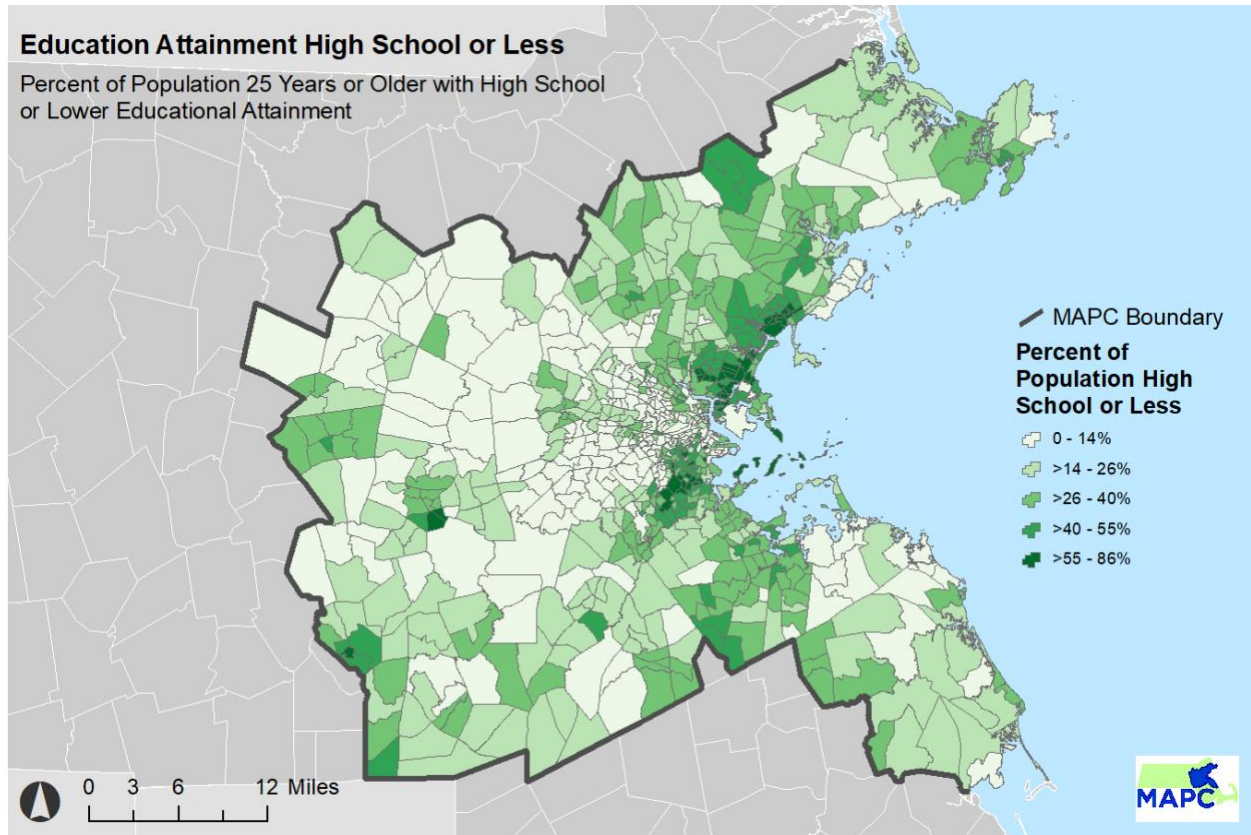 Education Attainment High School or Less
Percent of Population 25 Years or Older with High School
or Lower Educational Attainment
MAPC Boundary
Percent of
Population High
School or Less
0 - 14%
>14 - 26%
>26 - 40%
>40 - 55%
>55 - 86%
0 3 6 12 Miles
MAPC